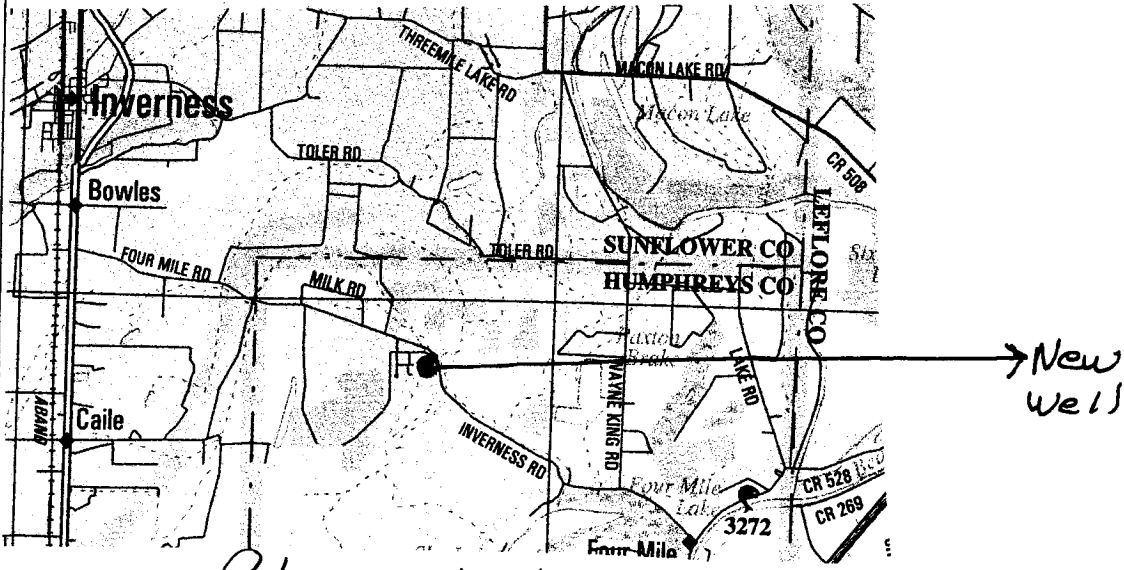 THREEMILE LAKE RD
MACON LAKE RD
Inverness
Macon Lake
TOLER RD
CR 508
Bowles
LEFLORE CO
TOLER RD
SUNFLOWER CO
FOUR MILE RD
HUMPHREYS CO
MILK RD
Paxton
Brake
LAKE RD
New
Well
WAYNE KING RD
ABAND
Caile
INVERNESS RD
Four Mile
Lake
CR 528
CR 269
3272
Four Mile